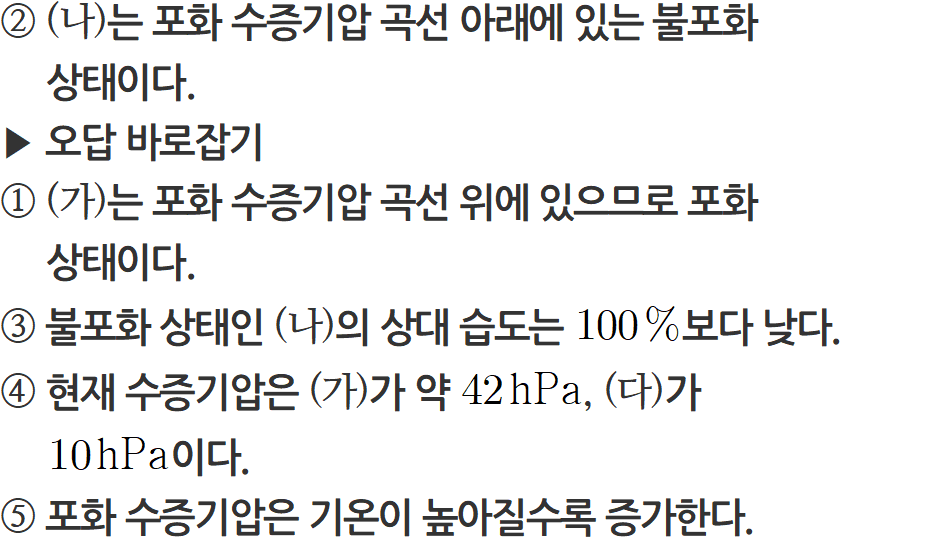 ② (나)는 포화 수증기압 곡선 아래에 있는 불포화
상태이다.
▶ 오답 바로잡기
① (가)는 포화 수증기압 곡선 위에 있으므로 포화
상태이다.
③ 불포화 상태인 (나)의 상대 습도는 100 %보다 낮다.
④ 현재 수증기압은 (가)가 약 42 hPa, (다)가
10 hPa이다.
⑤ 포화 수증기압은 기온이 높아질수록 증가한다.